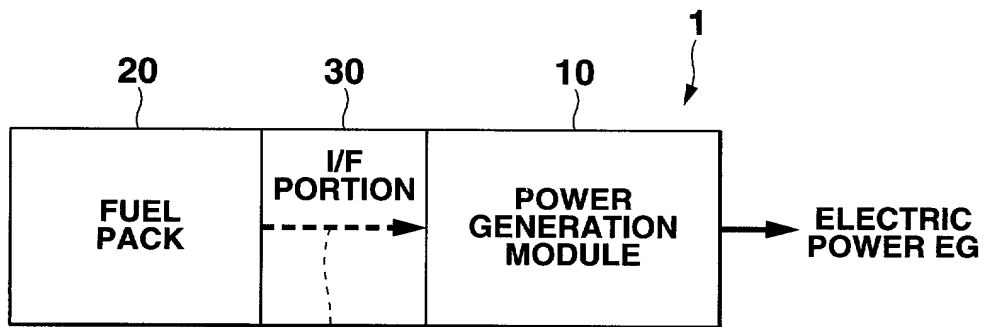 1
20
30
10
I/F
PORTION
FUEL
PACK
POWER
GENERATION
MODULE
ELECTRIC
POWER EG